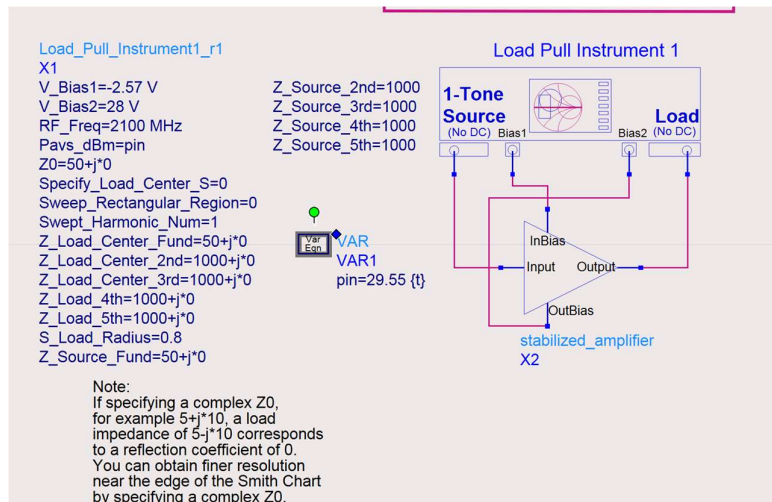 Load_Pull_Instrument1_r1
X1
V_Bias1=-2.57 V
V_Bias2=28 V
RF_Freq=2100 MHz
Pavs_dBm=pin
Z0=50+j*0
Specify_Load_Center_S=0
Sweep_Rectangular_Region=0
Swept_Harmonic_Num=1
Z_Load_Center_Fund=50+j*0
Z_Load_Center_2nd=1000+j*0
Z_Load_Center_3rd=1000+j*0
Z_Load_4th=1000+j*0
Z_Load_5th=1000+j*0
S_Load_Radius=0.8
Z_Source_Fund=50+j*0
Z_Source_2nd=1000
Z_Source_3rd=1000
Z_Source_4th=1000
Z_Source_5th=1000
Var
Eqn
VAR
VAR1
pin=29.55 {t}
Load Pull Instrument 1
1-Tone
Source
(No DC)
Bias1
Bias2
Load
(No DC)
InBias
Input
Output
OutBias
stabilized_amplifier
X2
Note:
If specifying a complex Z0,
for example 5+j*10, a load
impedance of 5-j*10 corresponds
to a reflection coefficient of 0.
You can obtain finer resolution
near the edge of the Smith Chart
by specifying a complex Z0.